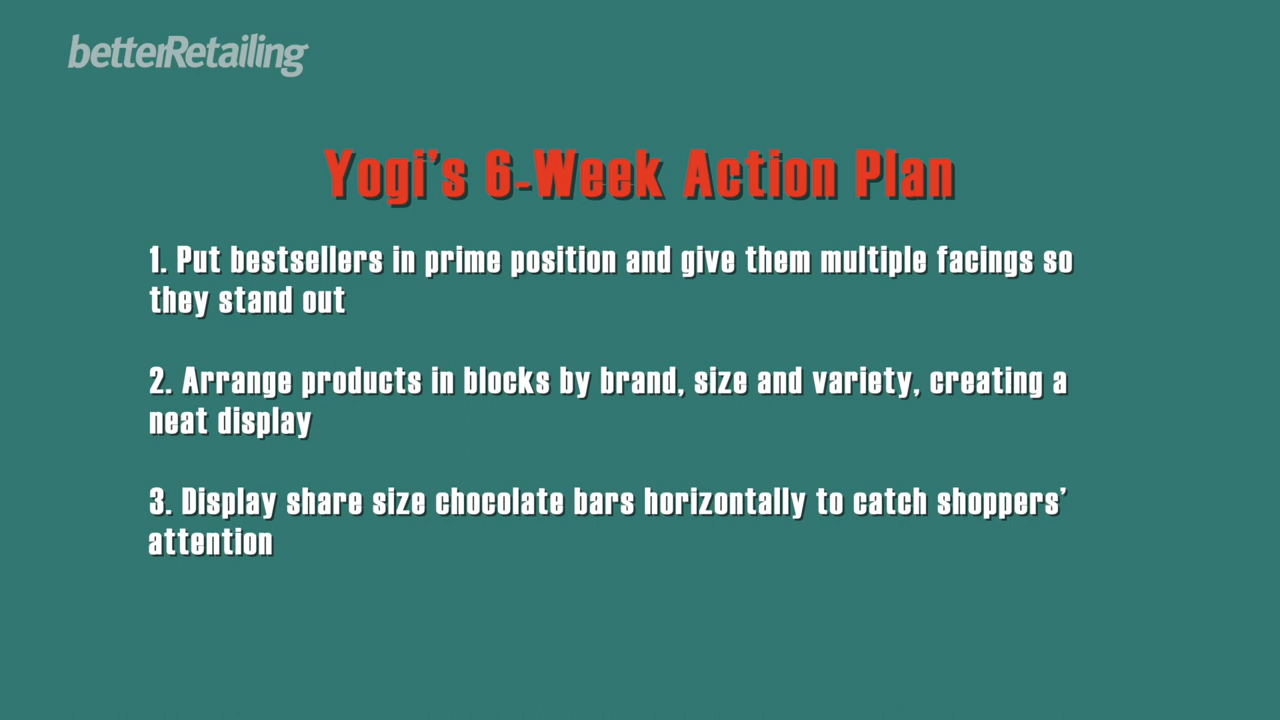 betterRetailing
Yogi's 6-Week Action Plan
1. Put bestsellers in prime position and give them multiple facings so
they stand out
2. Arrange products in blocks by brand, size and variety, creating a
neat display
3. Display share size chocolate bars horizontally to catch shoppers'
attention